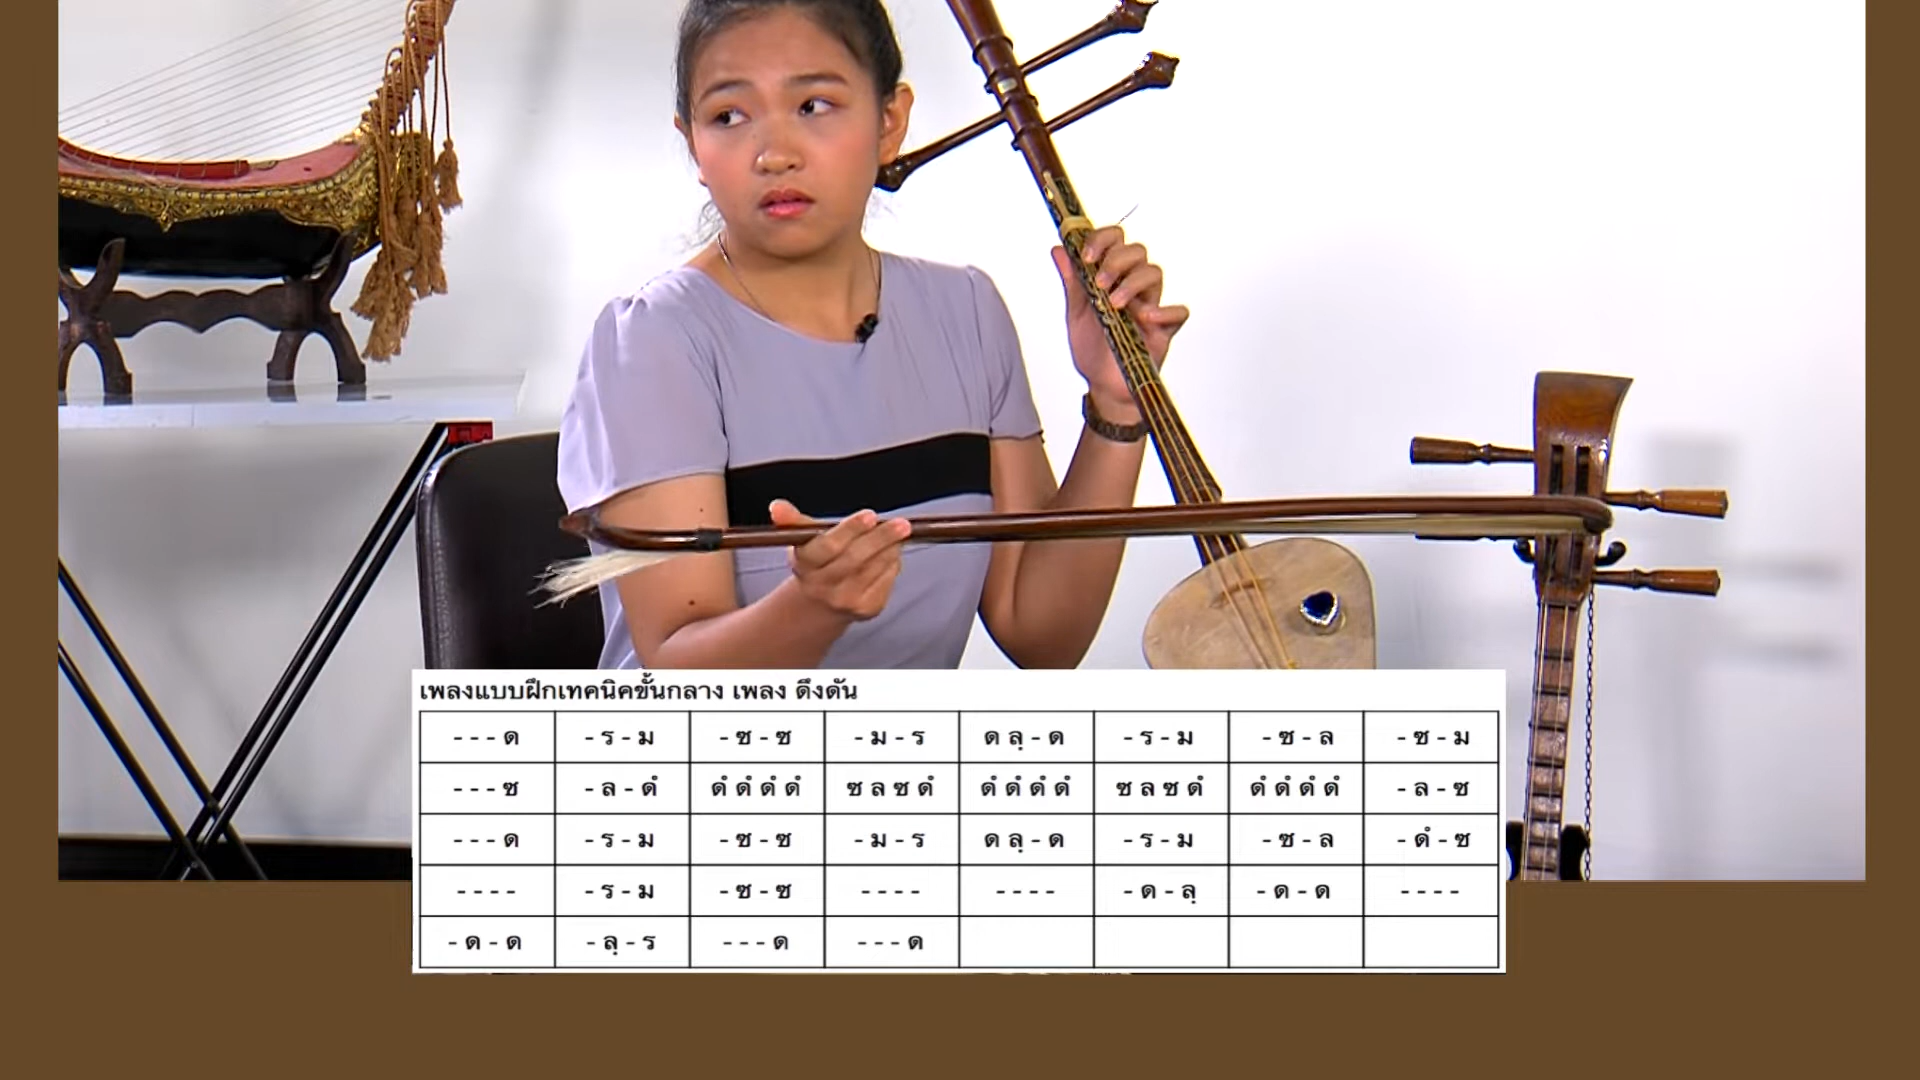 เพลงแบบฝึกเทคนิคขั้นกลาง เพลง ดึงดัน
- - - ด - ร - ม - ซ - ซ - ม - ร ด ลฺ - ด - ร - ม - ซ - ล - ซ - ม
- - - ซ - ล - ดํ ดํ ดํ ดํ ดํ ซ ล ซ ดํ ดํ ดํ ดํ ดํ ซ ล ซ ดํ ดํ ดํ ดํ ดํ - ล - ซ
- - - ด - ร - ม - ซ - ซ - ม - ร ด ลฺ - ด - ร - ม - ซ - ล - ดํ - ซ
- - - - - ร - ม - ซ - ซ - - - - - - - - - ด - ลฺ - ด - ด - - - -
- ด - ด - ลฺ - ร - - - ด - - - ด